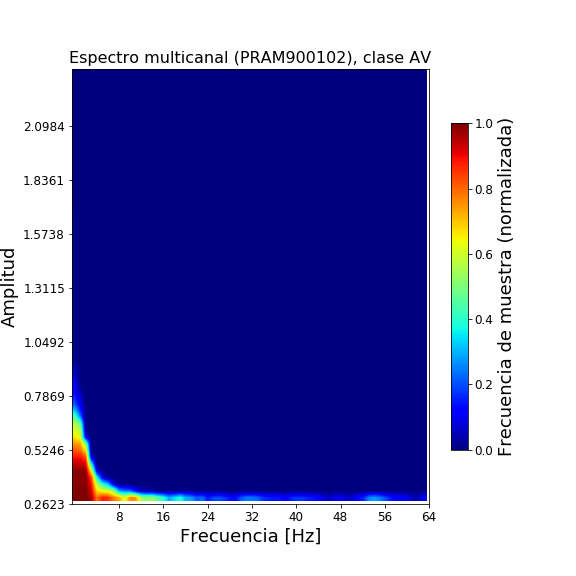 Espectro multicanal (PRAM900102), clase AV
2.0984
1.8361
1.5738
1.3115
1.0492
0.7869
0.5246
0.2623
Amplitud
8 16 24 32 40 48 56 64
Frecuencia [Hz]
1.0
0.8
0.6
0.4
0.2
0.0
Frecuencia de muestra (normalizada)